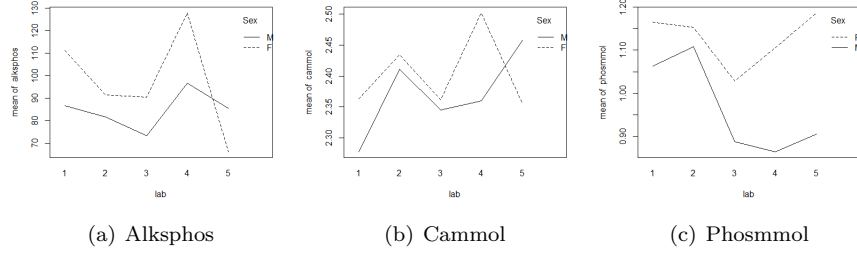 mean of alksphos
130
120
110
100
90
80
70
1 2 3 4 5
lab
Sex
M
F
(a) Alksphos
mean of cammol
2.50
2.45
2.40
2.35
2.30
1 2 3 4 5
lab
Sex
M
F
(b) Cammol
mean of phosmmol
1.20
1.10
1.00
0.90
1 2 3 4 5
lab
Sex
(c) Phosmmol